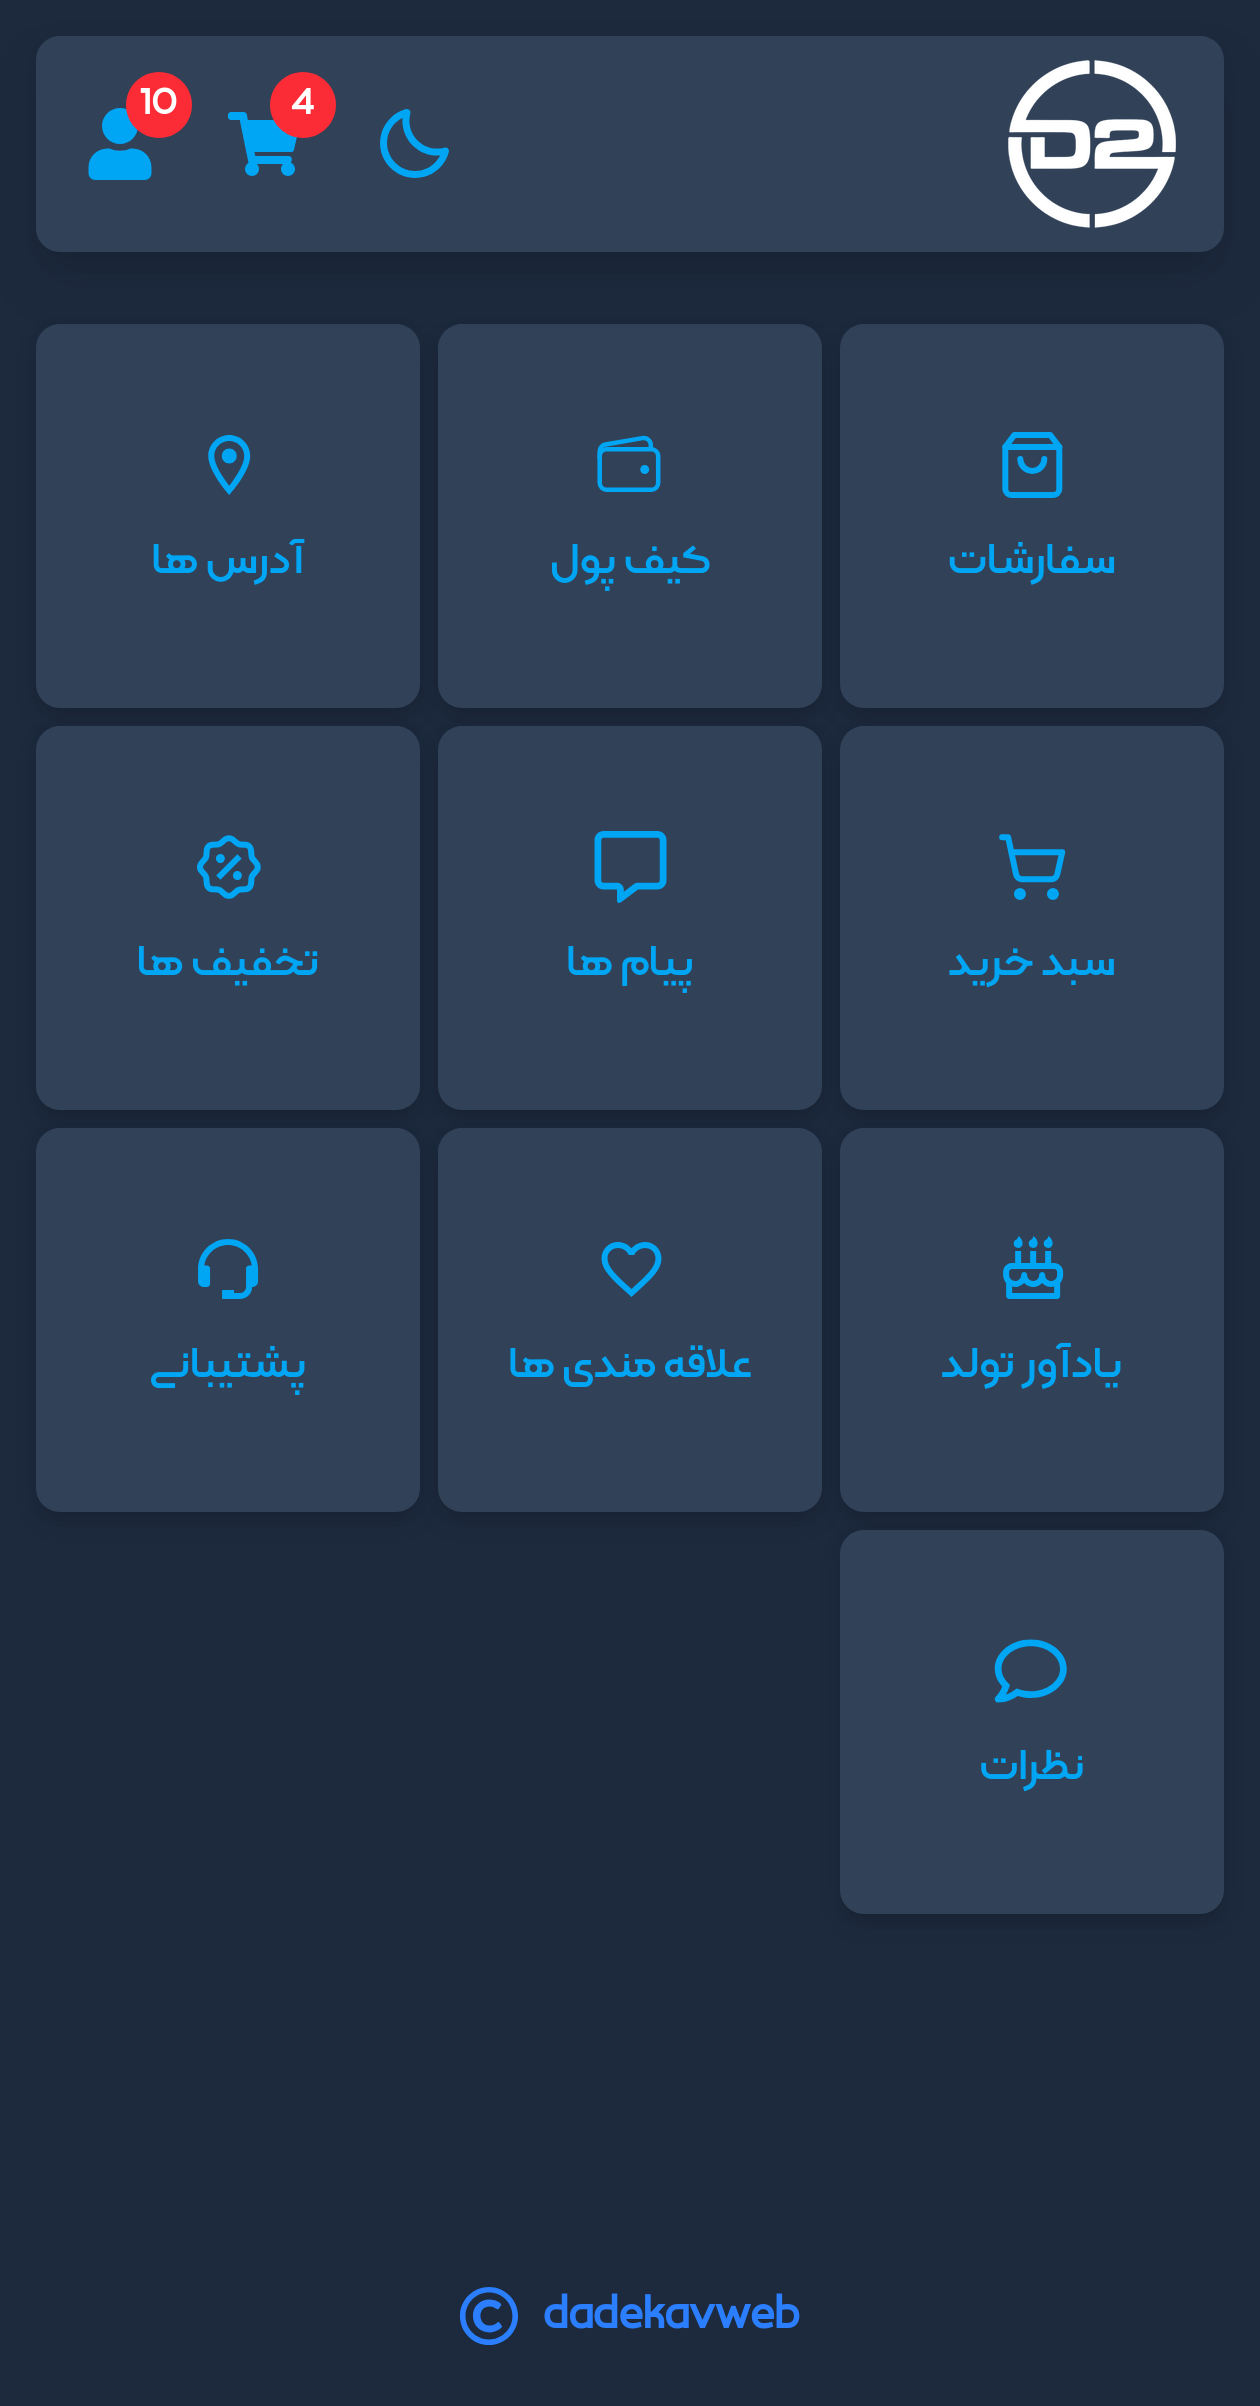 D2
4
10
سفارشات
کیف پول
آدرس ها
سبد خرید
پیام ها
تخفیف ها
یادآور تولد
علاقه مندی ها
پشتیبانی
نظرات
© dadekavweb